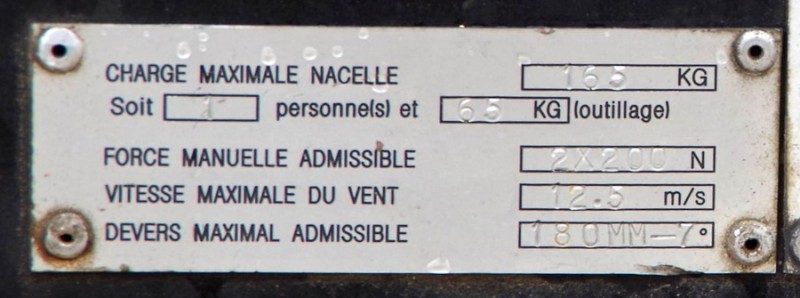 CHARGE MAXIMALE NACELLE 165 KG
Soit 1 personne(s) et 65 KG (outillage)
FORCE MANUELLE ADMISSIBLE 2X200 N
VITESSE MAXIMALE DU VENT 12.5 m/s
DEVERS MAXIMAL ADMISSIBLE 180MM-7°